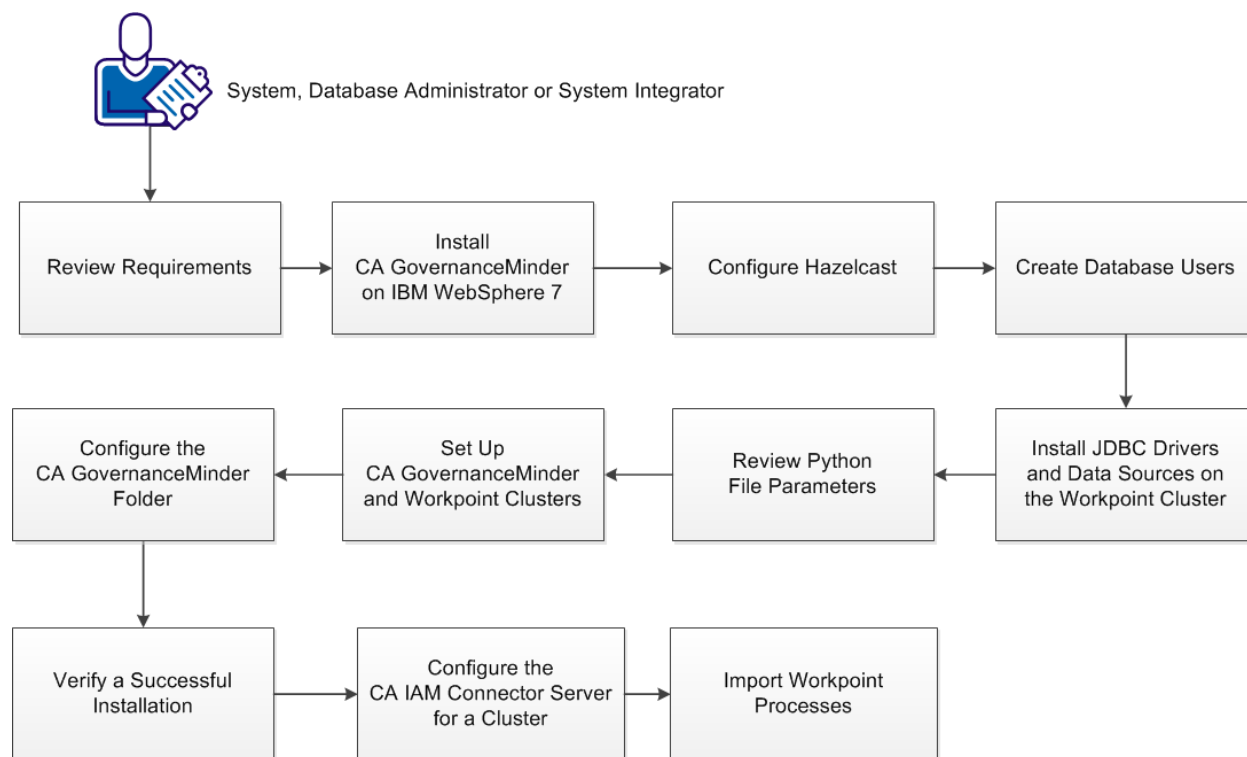 System, Database Administrator or System Integrator
Review Requirements
Install
CA GovernanceMinder
on IBM WebSphere 7
Configure Hazelcast
Create Database Users
Install JDBC Drivers
and Data Sources on
the Workpoint Cluster
Review Python
File Parameters
Set Up
CA GovernanceMinder
and Workpoint Clusters
Configure the
CA GovernanceMinder
Folder
Verify a Successful
Installation
Configure the
CA IAM Connector Server
for a Cluster
Import Workpoint
Processes